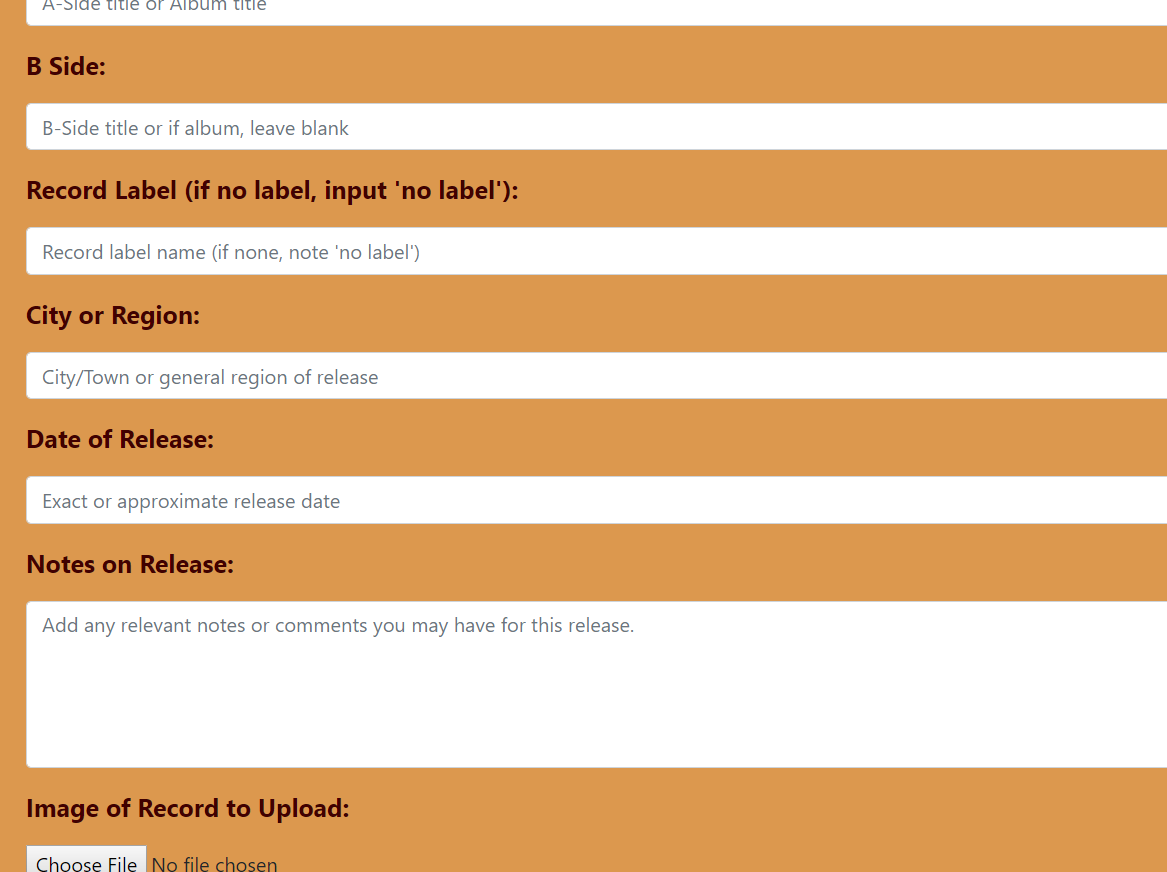 A-Side title or Album title
B Side:
B-Side title or if album, leave blank
Record Label (if no label, input 'no label'):
Record label name (if none, note 'no label')
City or Region:
City/Town or general region of release
Date of Release:
Exact or approximate release date
Notes on Release:
Add any relevant notes or comments you may have for this release.
Image of Record to Upload:
Choose File No file chosen